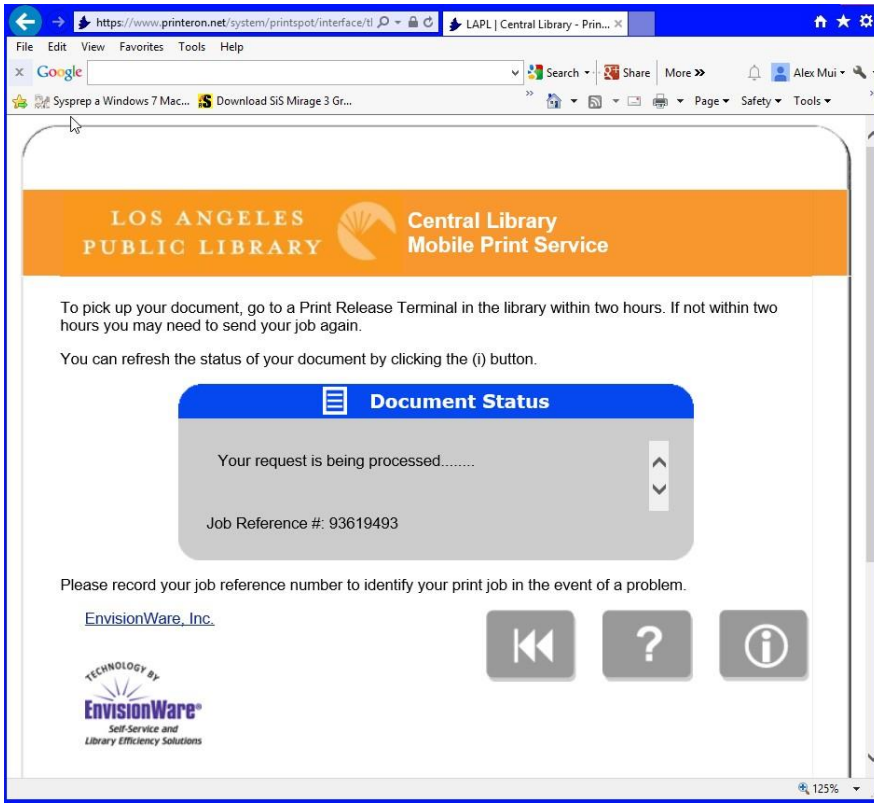 https://www.printeron.net/system/printspot/interface/tl
LAPL | Central Library - Prin...
File Edit View Favorites Tools Help
x Google Search Share More >> Alex Mui
Sysprep a Windows 7 Mac... Download SiS Mirage 3 Gr... Page Safety Tools
LOS ANGELES
PUBLIC LIBRARY
Central Library
Mobile Print Service
To pick up your document, go to a Print Release Terminal in the library within two hours. If not within two
hours you may need to send your job again.
You can refresh the status of your document by clicking the (i) button.
Document Status
Your request is being processed........
Job Reference #: 93619493
Please record your job reference number to identify your print job in the event of a problem.
EnvisionWare, Inc.
TECHNOLOGY BY
EnvisionWare®
Self-Service and
Library Efficiency Solutions
125%